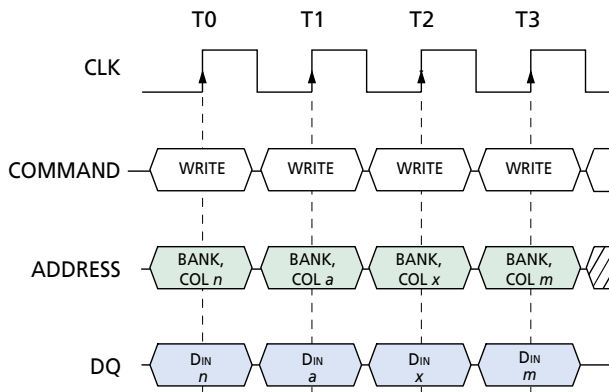 T0 T1 T2 T3
CLK
COMMAND WRITE WRITE WRITE WRITE
ADDRESS
BANK, COL n
BANK, COL a
BANK, COL x
BANK, COL m
DQ
DIN n
DIN a
DIN x
DIN m